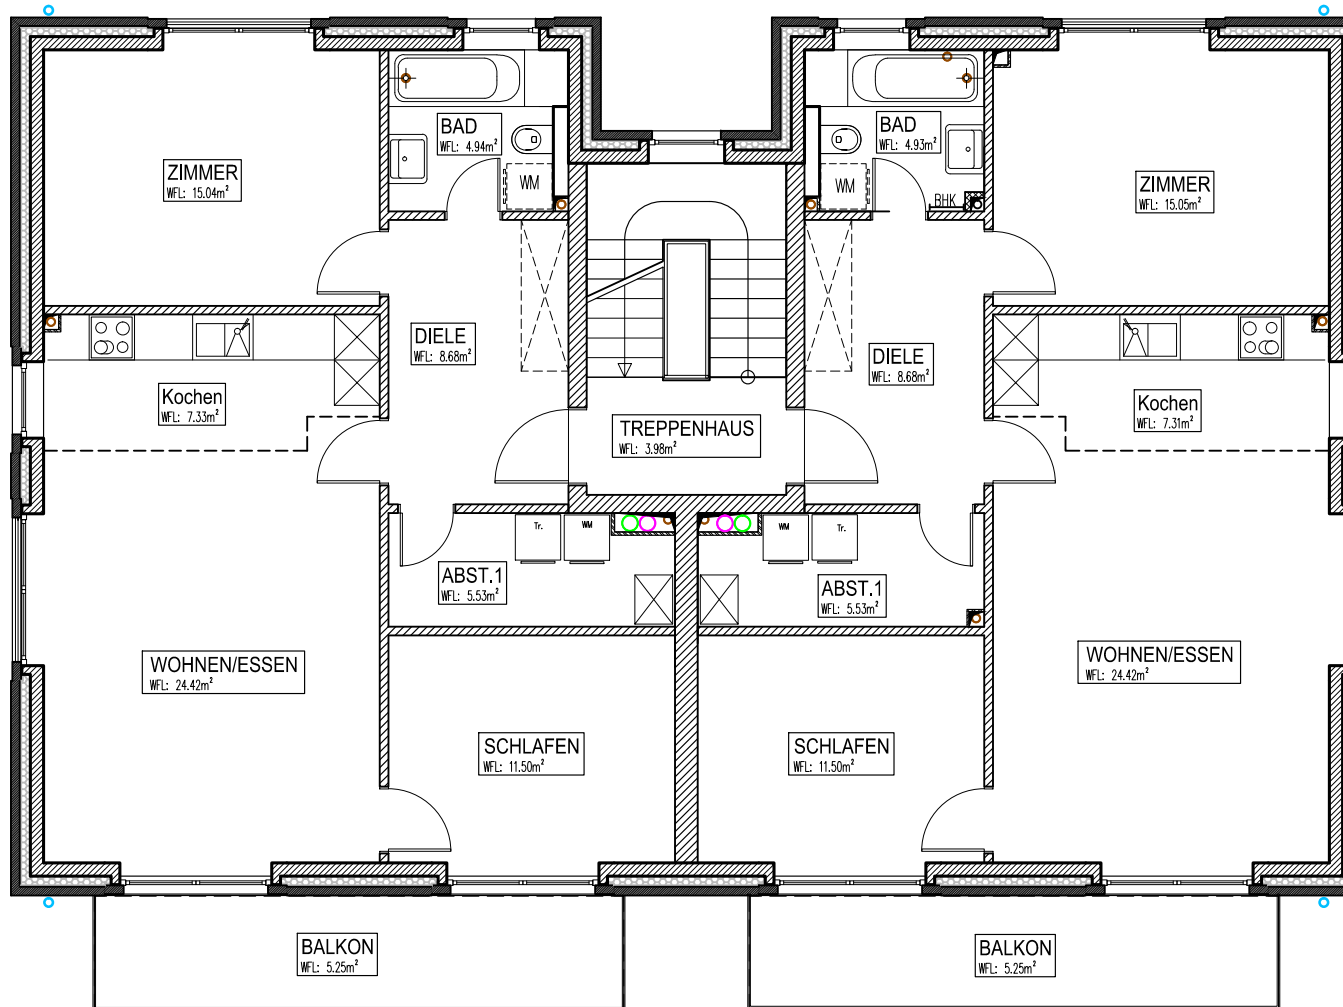 BAD
WFL: 4.94m²
BAD
WFL: 4.93m²
ZIMMER
WFL: 15.04m²
WM
WM
BHK
ZIMMER
WFL: 15.05m²
DIELE
WFL: 8.68m²
DIELE
WFL: 8.68m²
Kochen
WFL: 7.33m²
TREPPENHAUS
WFL: 3.98m²
Kochen
WFL: 7.31m²
Tr.
WM
WM
Tr.
ABST.1
WFL: 5.53m²
ABST.1
WFL: 5.53m²
WOHNEN/ESSEN
WFL: 24.42m²
WOHNEN/ESSEN
WFL: 24.42m²
SCHLAFEN
WFL: 11.50m²
SCHLAFEN
WFL: 11.50m²
BALKON
WFL: 5.25m²
BALKON
WFL: 5.25m²